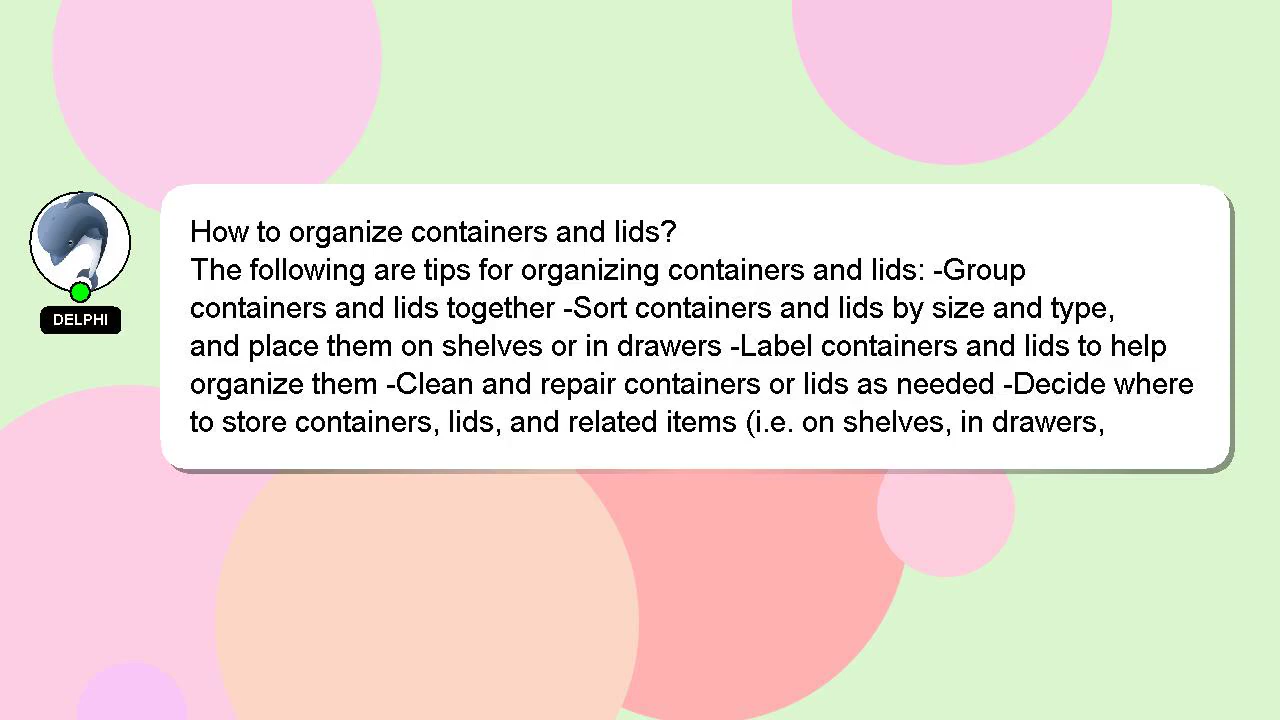 How to organize containers and lids?
The following are tips for organizing containers and lids: -Group
containers and lids together -Sort containers and lids by size and type,
and place them on shelves or in drawers -Label containers and lids to help
organize them -Clean and repair containers or lids as needed -Decide where
to store containers, lids, and related items (i.e. on shelves, in drawers,
DELPHI